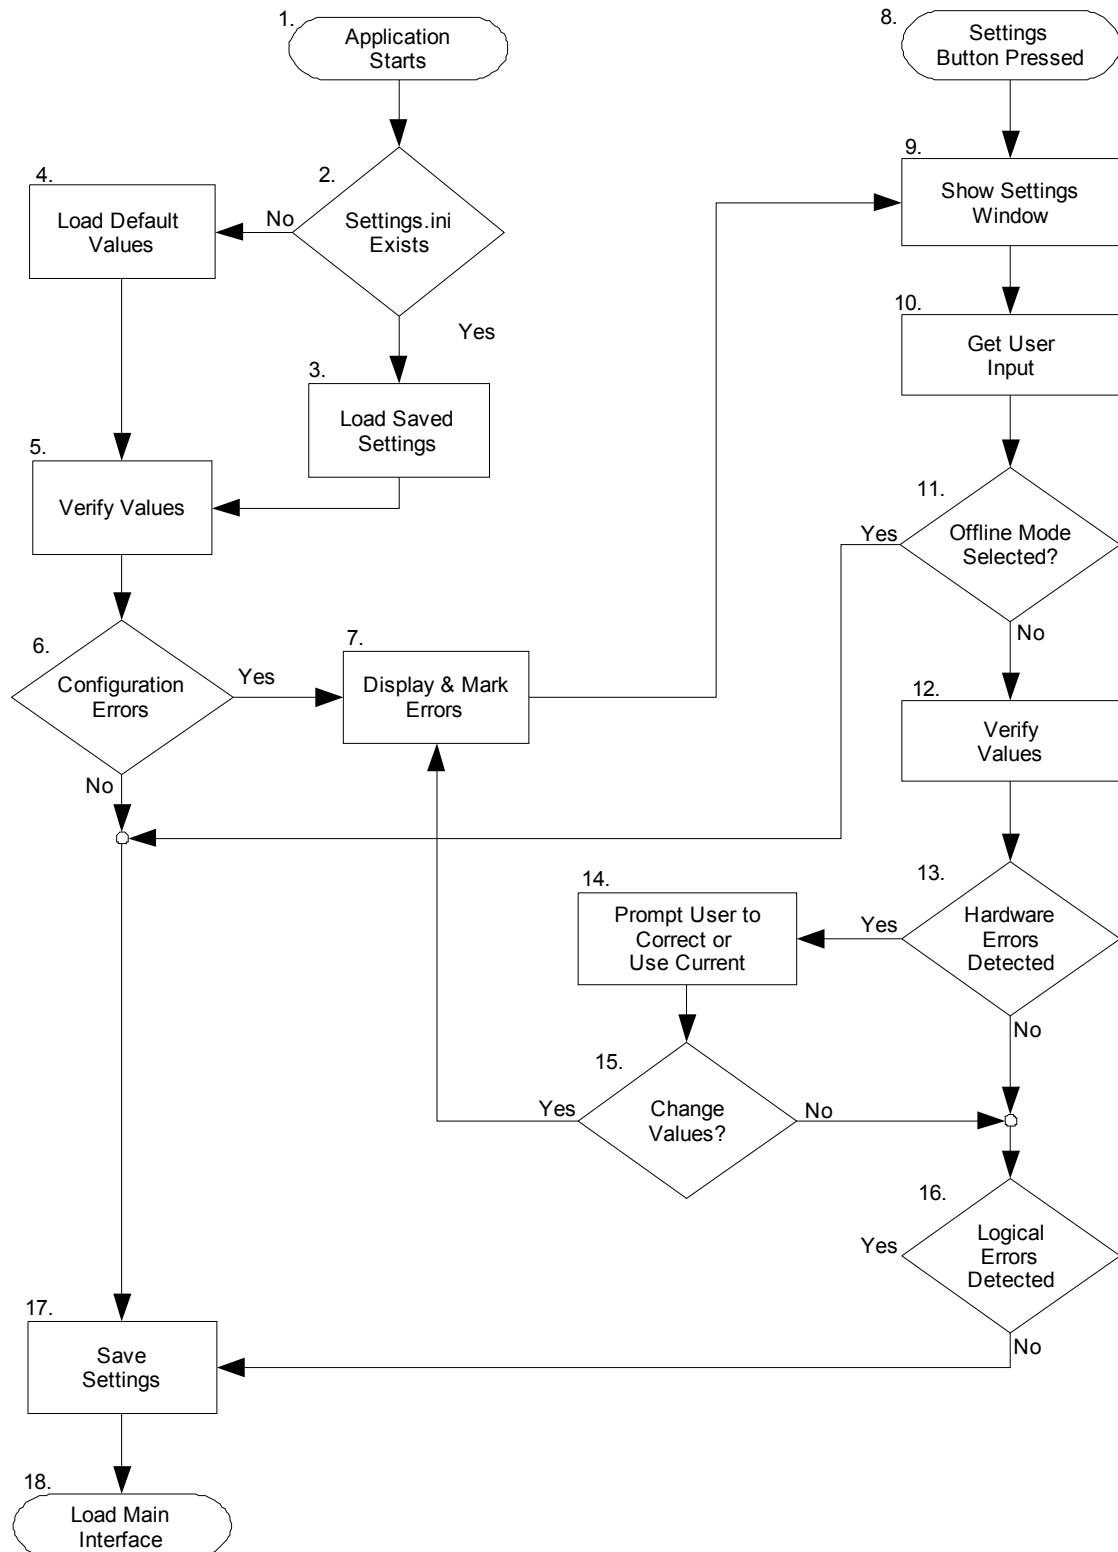 1.
Application
Starts
2.
Settings.ini
Exists
No
Yes
3.
Load Saved
Settings
4.
Load Default
Values
5.
Verify Values
6.
Configuration
Errors
Yes
No
7.
Display & Mark
Errors
8.
Settings
Button Pressed
9.
Show Settings
Window
10.
Get User
Input
11.
Offline Mode
Selected?
Yes
No
12.
Verify
Values
13.
Hardware
Errors
Detected
Yes
No
14.
Prompt User to
Correct or
Use Current
15.
Change
Values?
Yes
No
16.
Logical
Errors
Detected
Yes
No
17.
Save
Settings
18.
Load Main
Interface